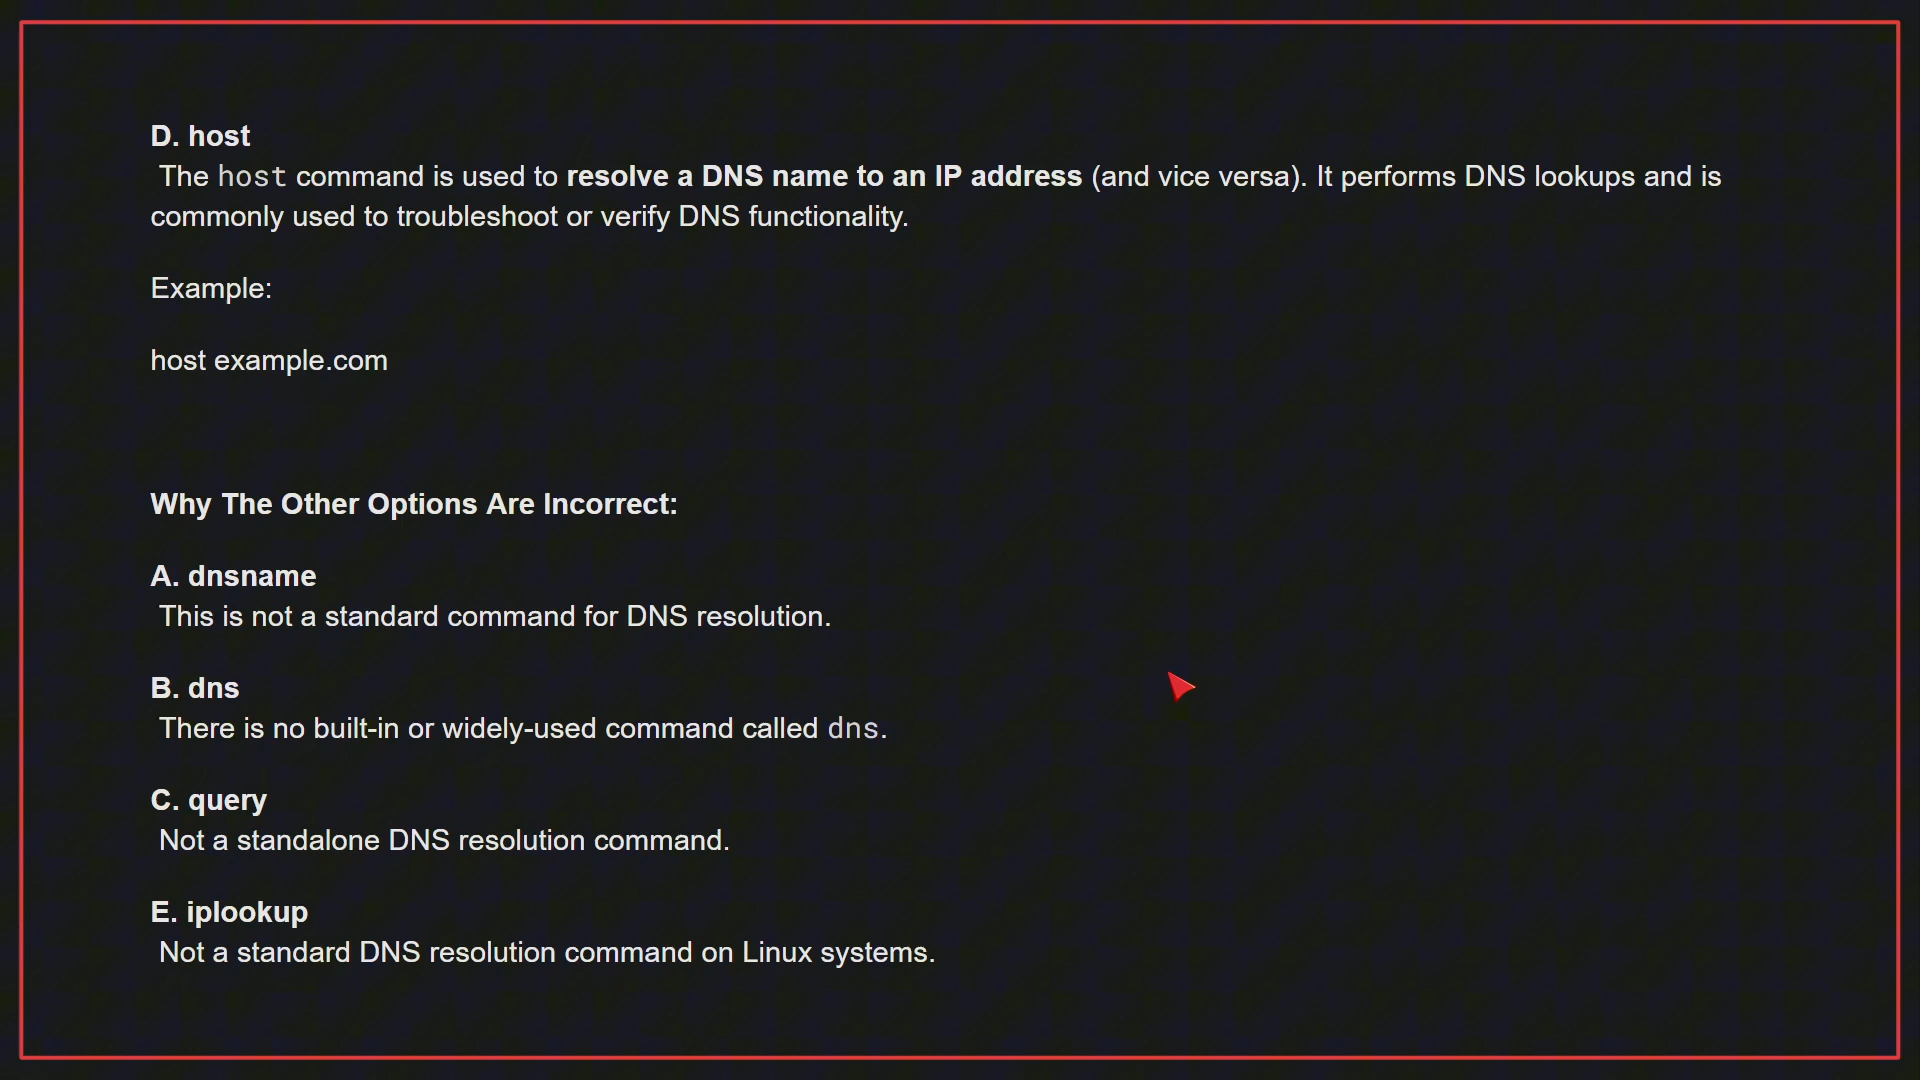 D. host
The host command is used to resolve a DNS name to an IP address (and vice versa). It performs DNS lookups and is
commonly used to troubleshoot or verify DNS functionality.
Example:
host example.com
Why The Other Options Are Incorrect:
A. dnsname
This is not a standard command for DNS resolution.
B. dns
There is no built-in or widely-used command called dns.
C. query
Not a standalone DNS resolution command.
E. iplookup
Not a standard DNS resolution command on Linux systems.